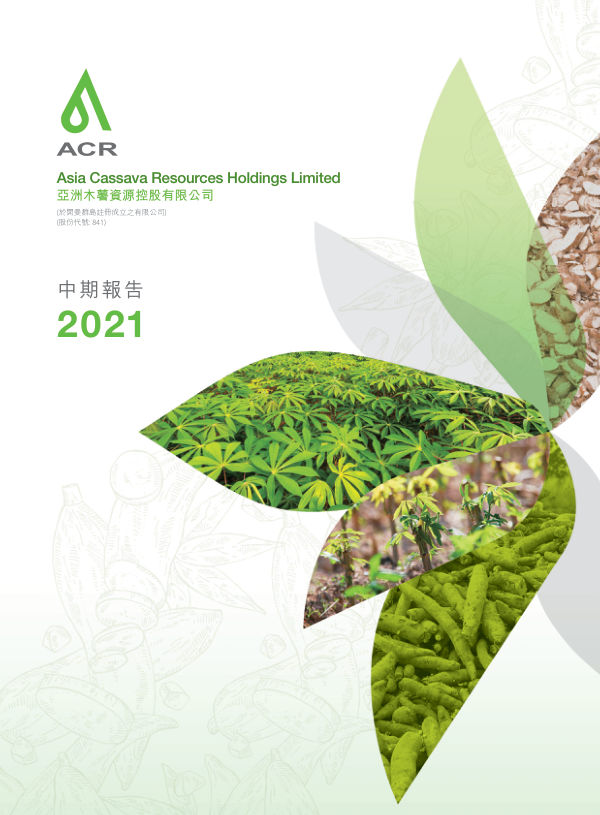 ACR
Asia Cassava Resources Holdings Limited
亞洲木薯資源控股有限公司
(於開曼群島註冊成立之有限公司)
(股份代號: 841)
中期報告
2021